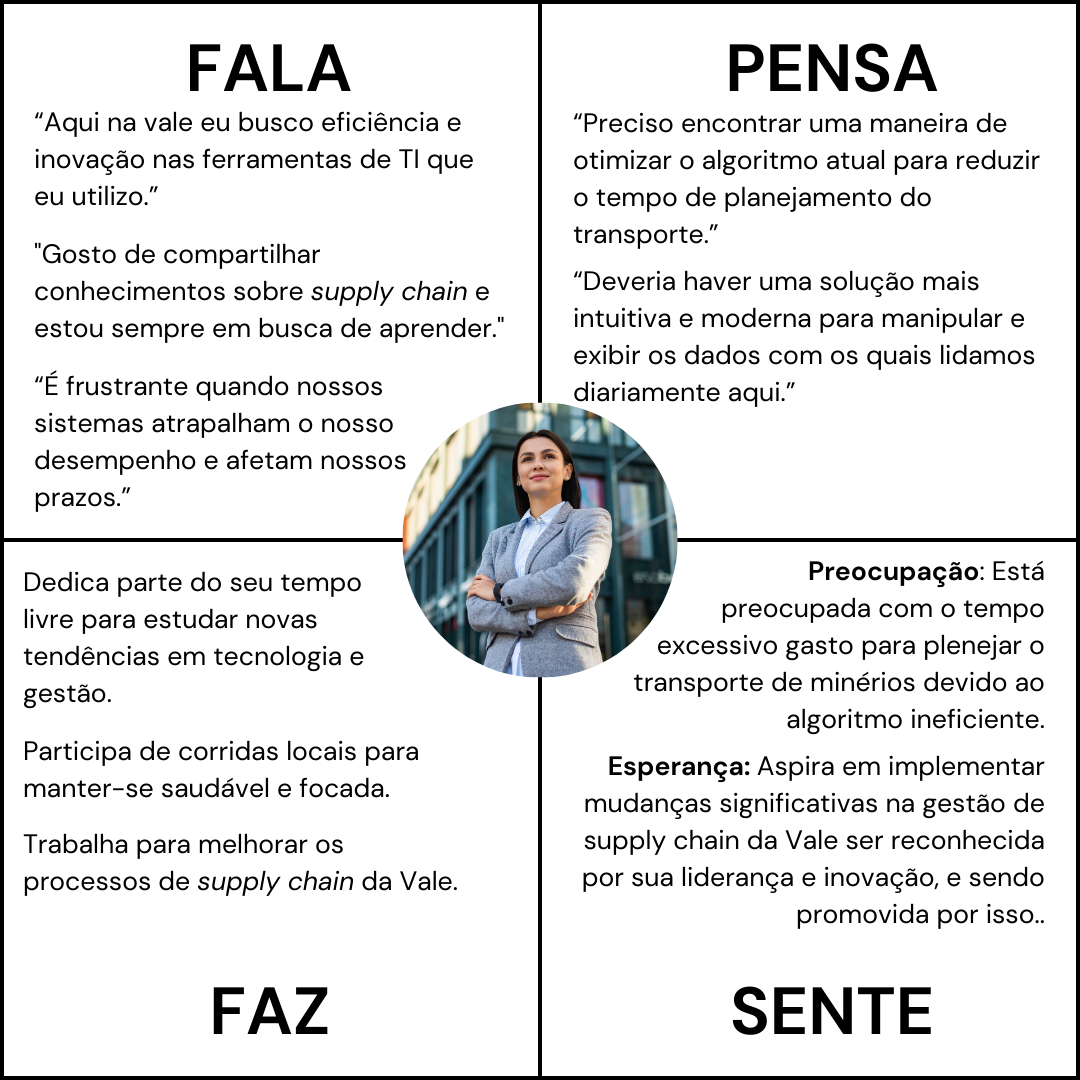 FALA
“Aqui na vale eu busco eficiência e
inovação nas ferramentas de TI que
eu utilizo.”
"Gosto de compartilhar
conhecimentos sobre supply chain e
estou sempre em busca de aprender."
“É frustrante quando nossos
sistemas atrapalham o nosso
desempenho e afetam nossos
prazos.”
PENSA
“Preciso encontrar uma maneira de
otimizar o algoritmo atual para reduzir
o tempo de planejamento do
transporte.”
“Deveria haver uma solução mais
intuitiva e moderna para manipular e
exibir os dados com os quais lidamos
diariamente aqui.”
Dedica parte do seu tempo
livre para estudar novas
tendências em tecnologia e
gestão.
Participa de corridas locais para
manter-se saudável e focada.
Trabalha para melhorar os
processos de supply chain da Vale.
FAZ
Preocupação: Está
preocupada com o tempo
excessivo gasto para plenejar o
transporte de minérios devido ao
algoritmo ineficiente.
Esperança: Aspira em implementar
mudanças significativas na gestão de
supply chain da Vale ser reconhecida
por sua liderança e inovação, e sendo
promovida por isso..
SENTE